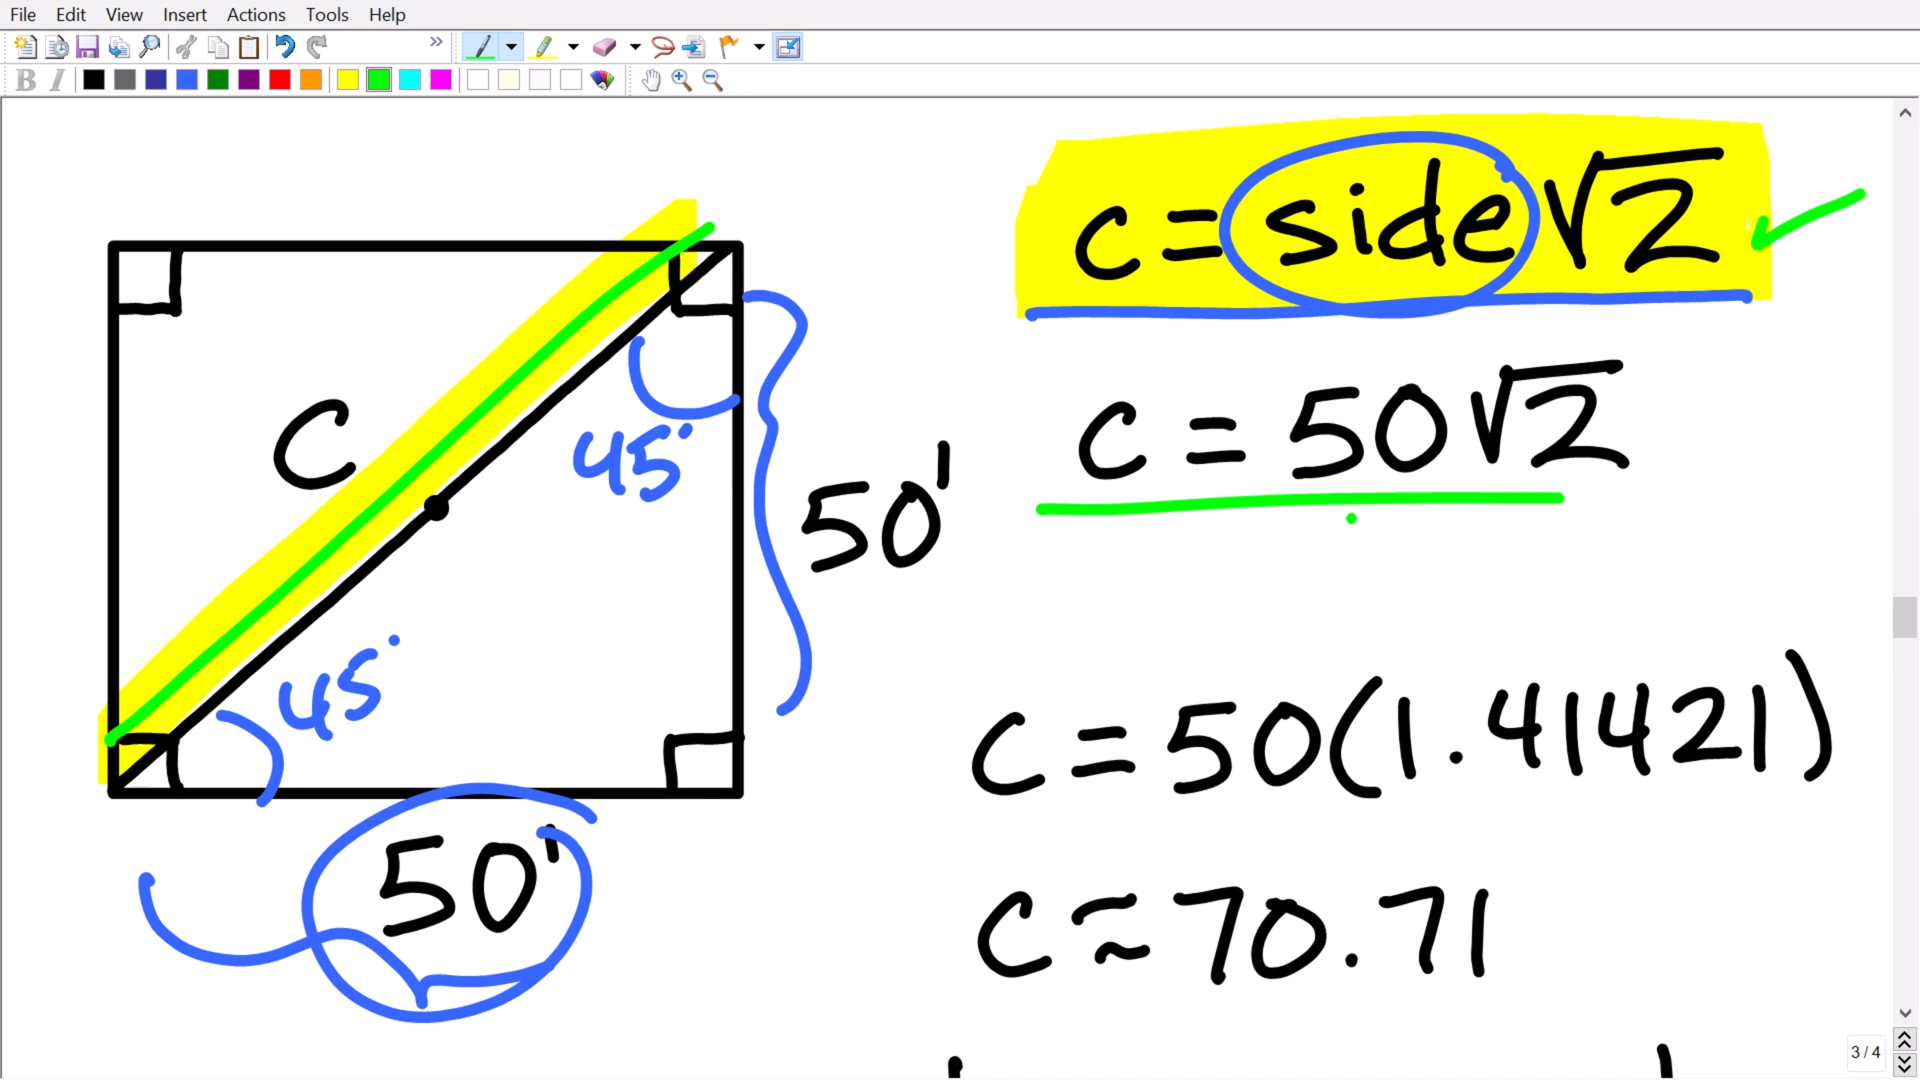 File Edit View Insert Actions Tools Help
B I
c = side√2
c = 50√2
C
45°
50'
45°
c = 50(1.41421)
50'
c ≈ 70.71
3 / 4